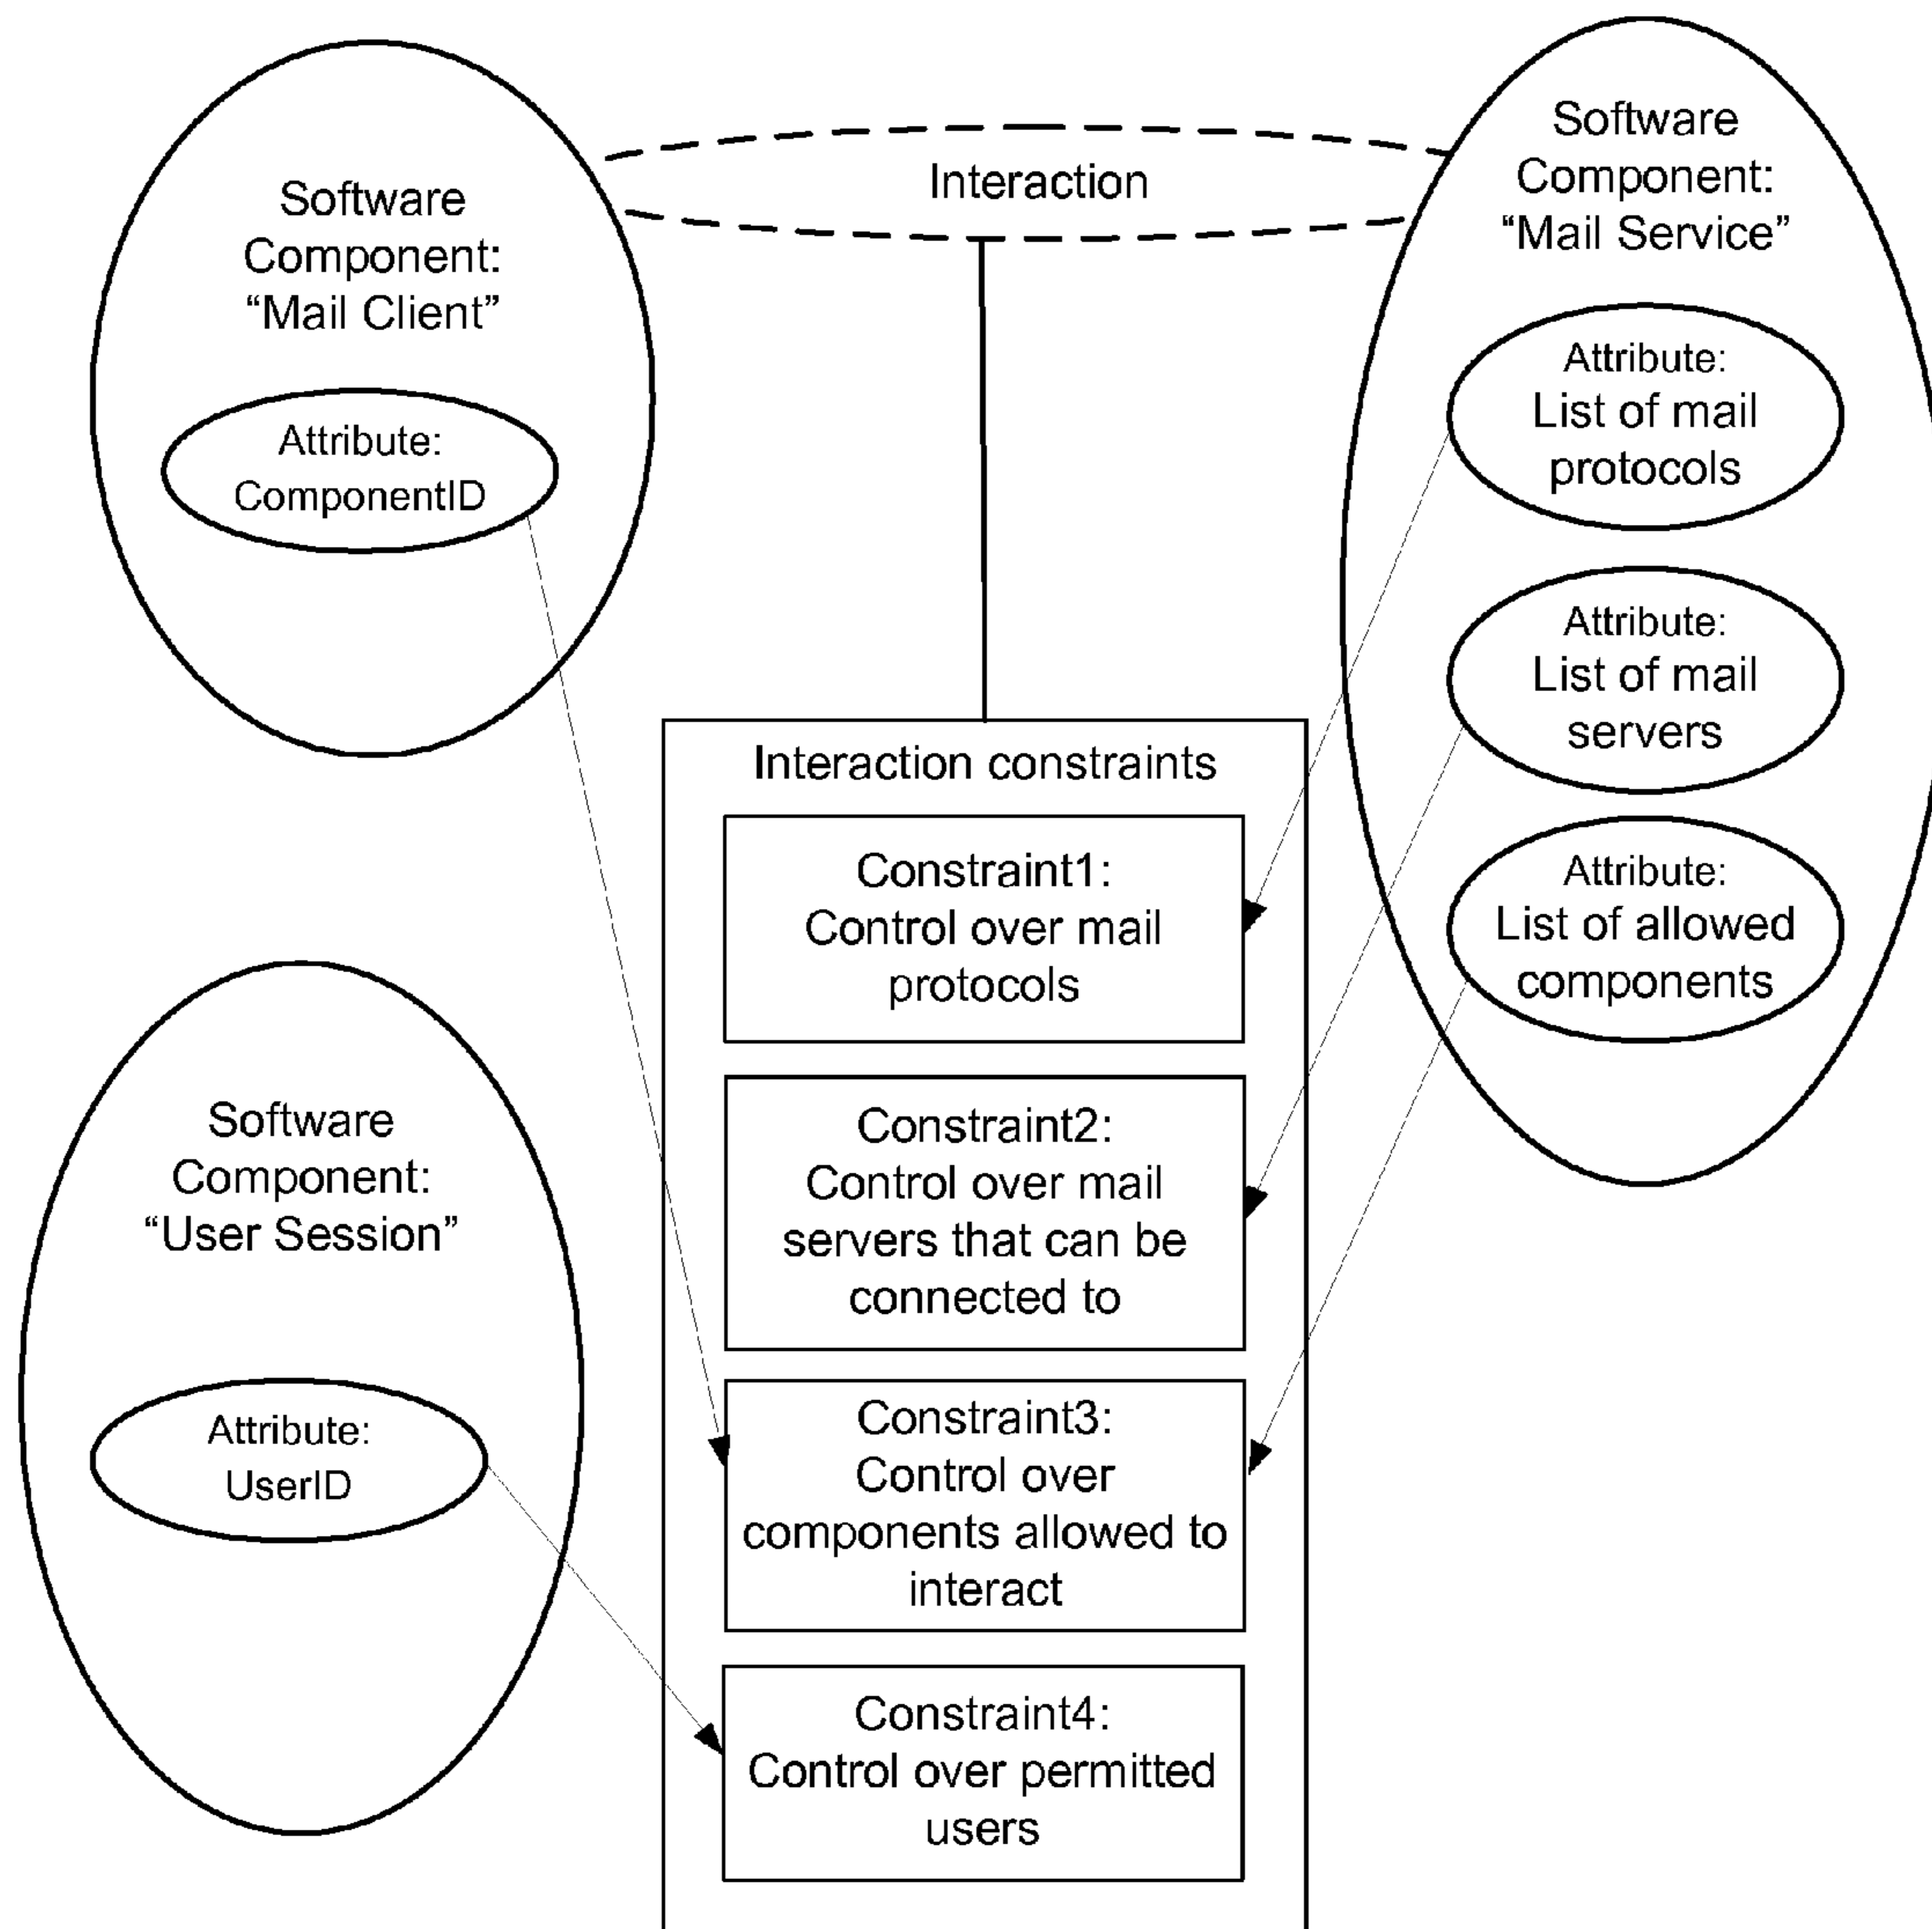 Software
Component:
“Mail Client”
Attribute:
ComponentID
Interaction
Software
Component:
“Mail Service”
Attribute:
List of mail
protocols
Attribute:
List of mail
servers
Attribute:
List of allowed
components
Interaction constraints
Constraint1:
Control over mail
protocols
Constraint2:
Control over mail
servers that can be
connected to
Constraint3:
Control over
components allowed to
interact
Constraint4:
Control over permitted
users
Software
Component:
“User Session”
Attribute:
UserID